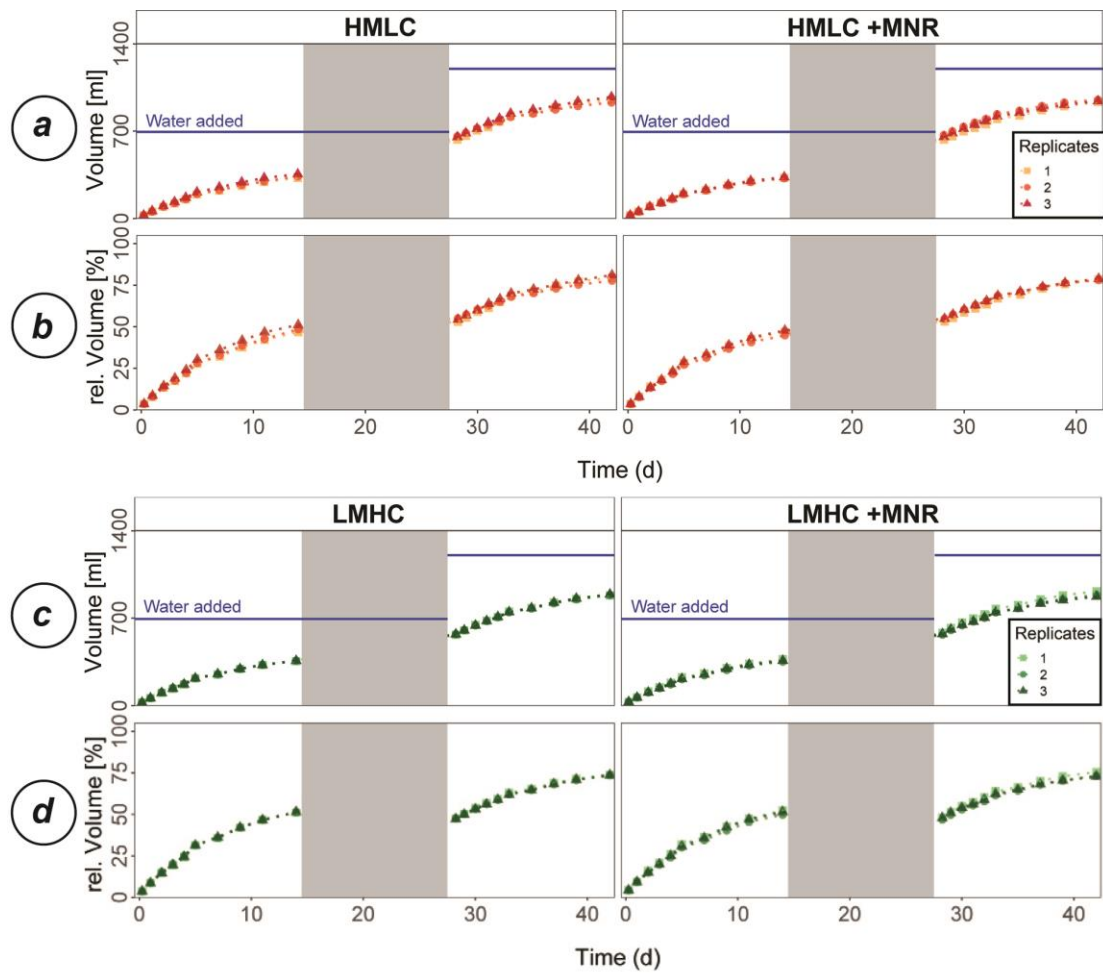 HMLC
HMLC +MNR
a
Volume [ml]
1400
700
0
Water added
Water added
Replicates
1
2
3
b
rel. Volume [%]
100
75
50
25
0
0 10 20 30 40
0 10 20 30 40
Time (d)
LMHC
LMHC +MNR
c
Volume [ml]
1400
700
0
Water added
Water added
Replicates
1
2
3
d
rel. Volume [%]
100
75
50
25
0
0 10 20 30 40
0 10 20 30 40
Time (d)